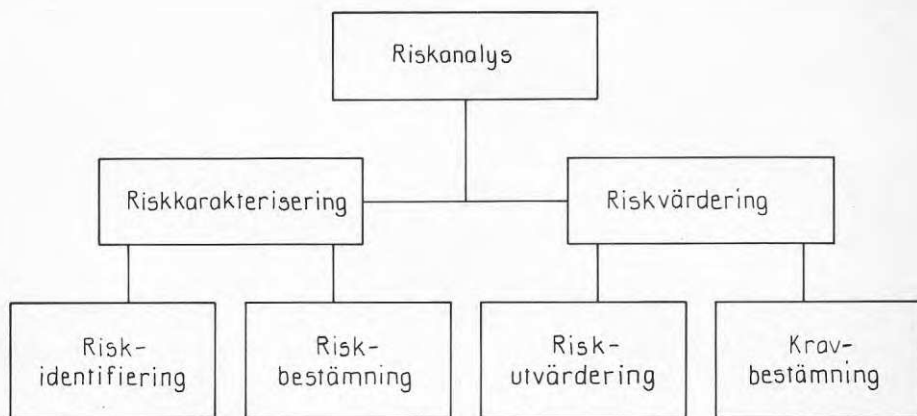 Riskanalys
Riskkarakterisering
Riskvärdering
Risk-
identifiering
Risk-
bestämning
Risk-
utvärdering
Krav-
bestämning